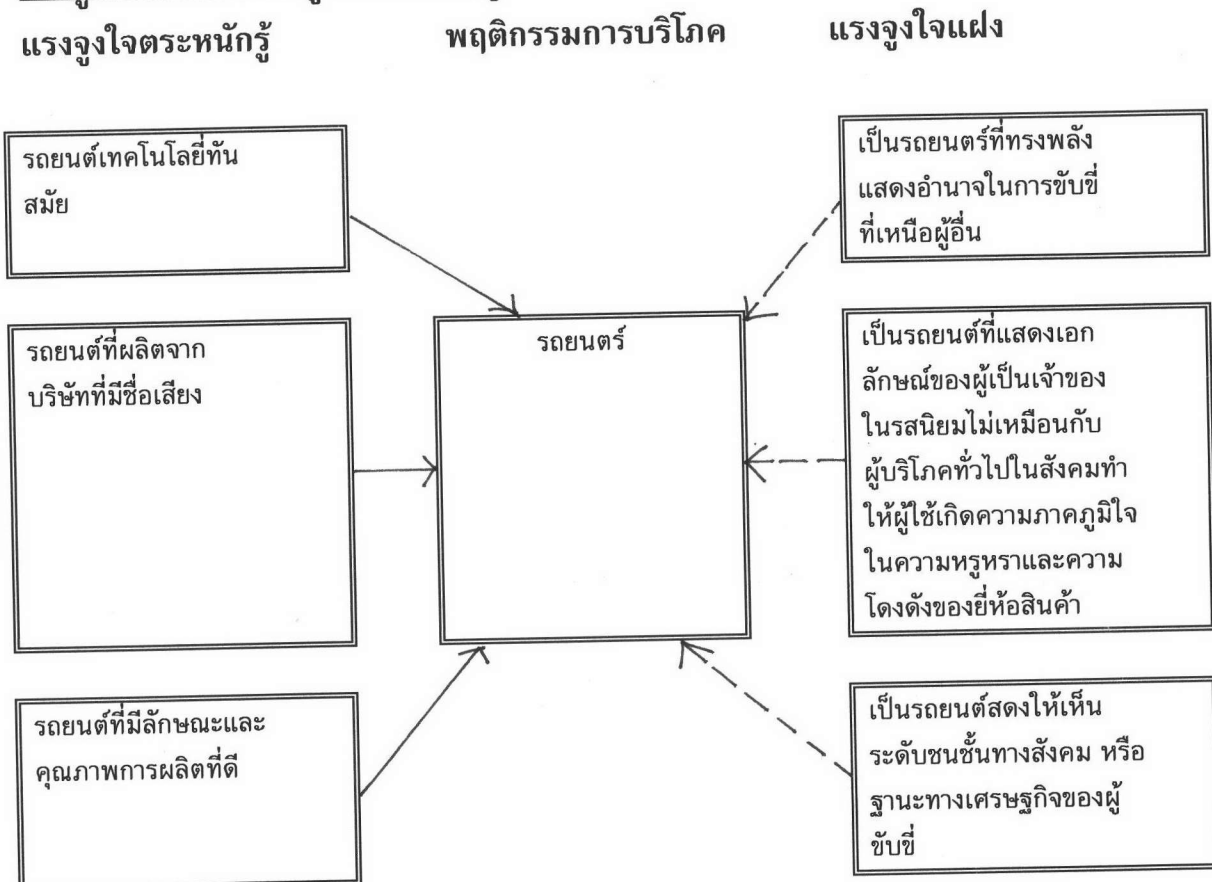 แรงจูงใจตระหนักรู้
พฤติกรรมการบริโภค
แรงจูงใจแฝง
รถยนต์เทคโนโลยี่ทัน
สมัย
รถยนต์ที่ผลิตจาก
บริษัทที่มีชื่อเสียง
รถยนต์ที่มีลักษณะและ
คุณภาพการผลิตที่ดี
รถยนตร์
เป็นรถยนตร์ที่ทรงพลัง
แสดงอำนาจในการขับขี่
ที่เหนือผู้อื่น
เป็นรถยนต์ที่แสดงเอก
ลักษณ์ของผู้เป็นเจ้าของ
ในรสนิยมไม่เหมือนกับ
ผู้บริโภคทั่วไปในสังคมทำ
ให้ผู้ใช้เกิดความภาคภูมิใจ
ในความหรูหราและความ
โดงดังของยี่ห้อสินค้า
เป็นรถยนต์สดงให้เห็น
ระดับชนชั้นทางสังคม หรือ
ฐานะทางเศรษฐกิจของผู้
ขับขี่